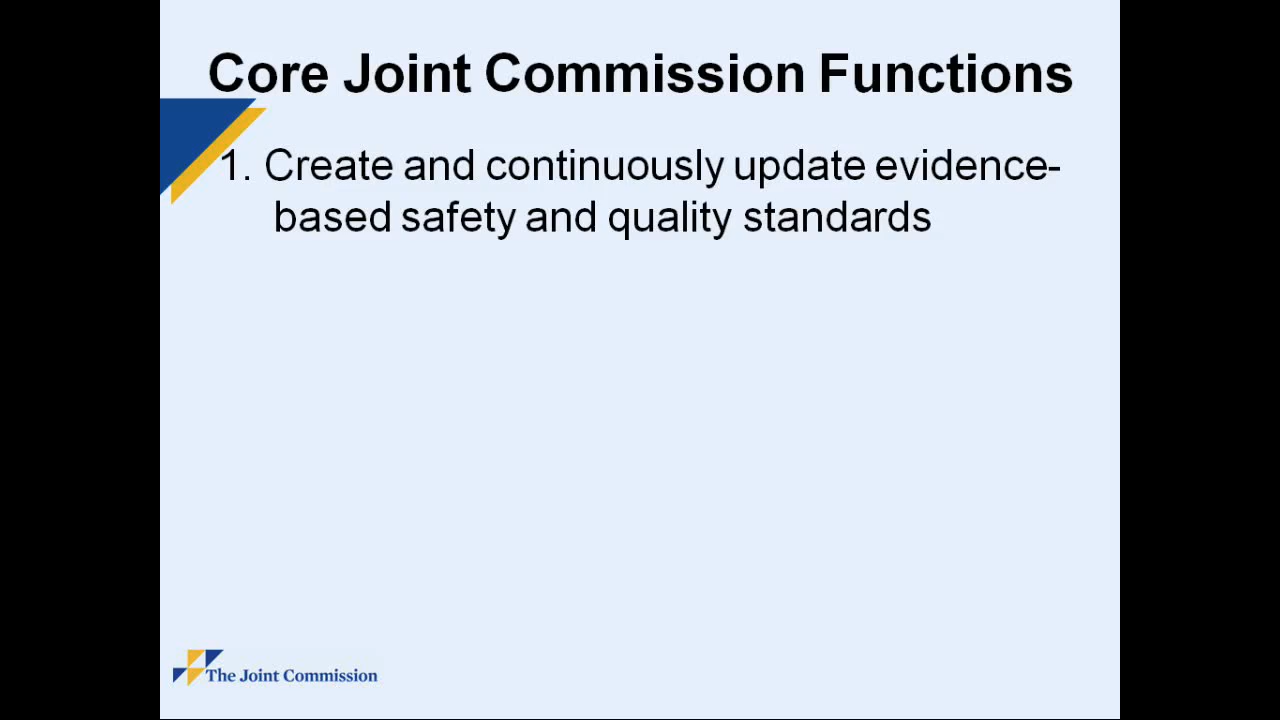 Core Joint Commission Functions
1. Create and continuously update evidence-
based safety and quality standards
The Joint Commission